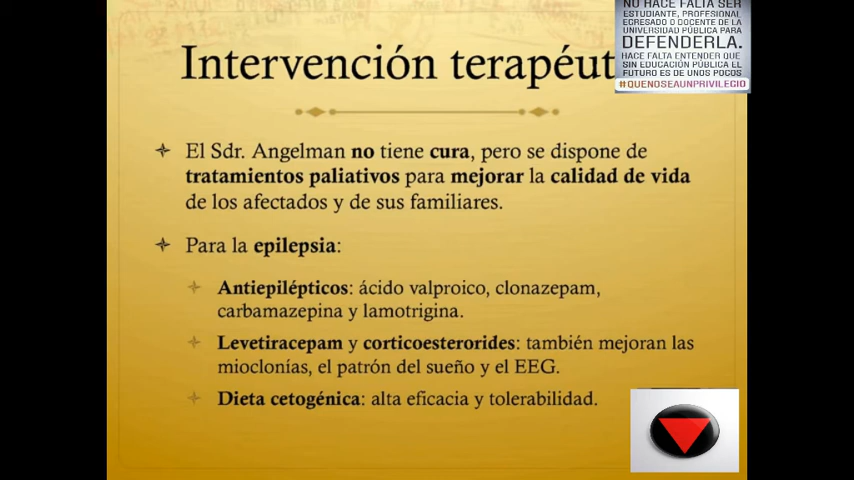 Intervención terapéut
NO HACE FALTA SER
ESTUDIANTE, PROFESIONAL
EGRESADO O DOCENTE DE LA
UNIVERSIDAD PÚBLICA PARA
DEFENDERLA.
HACE FALTA ENTENDER QUE
SIN EDUCACIÓN PÚBLICA EL
FUTURO ES DE UNOS POCOS
#QUENOSEAUNPRIVILEGIO
El Sdr. Angelman no tiene cura, pero se dispone de
tratamientos paliativos para mejorar la calidad de vida
de los afectados y de sus familiares.
Para la epilepsia:
Antiepilépticos: ácido valproico, clonazepam,
carbamazepina y lamotrigina.
Levetiracepam y corticoesterorides: también mejoran las
mioclonías, el patrón del sueño y el EEG.
Dieta cetogénica: alta eficacia y tolerabilidad.